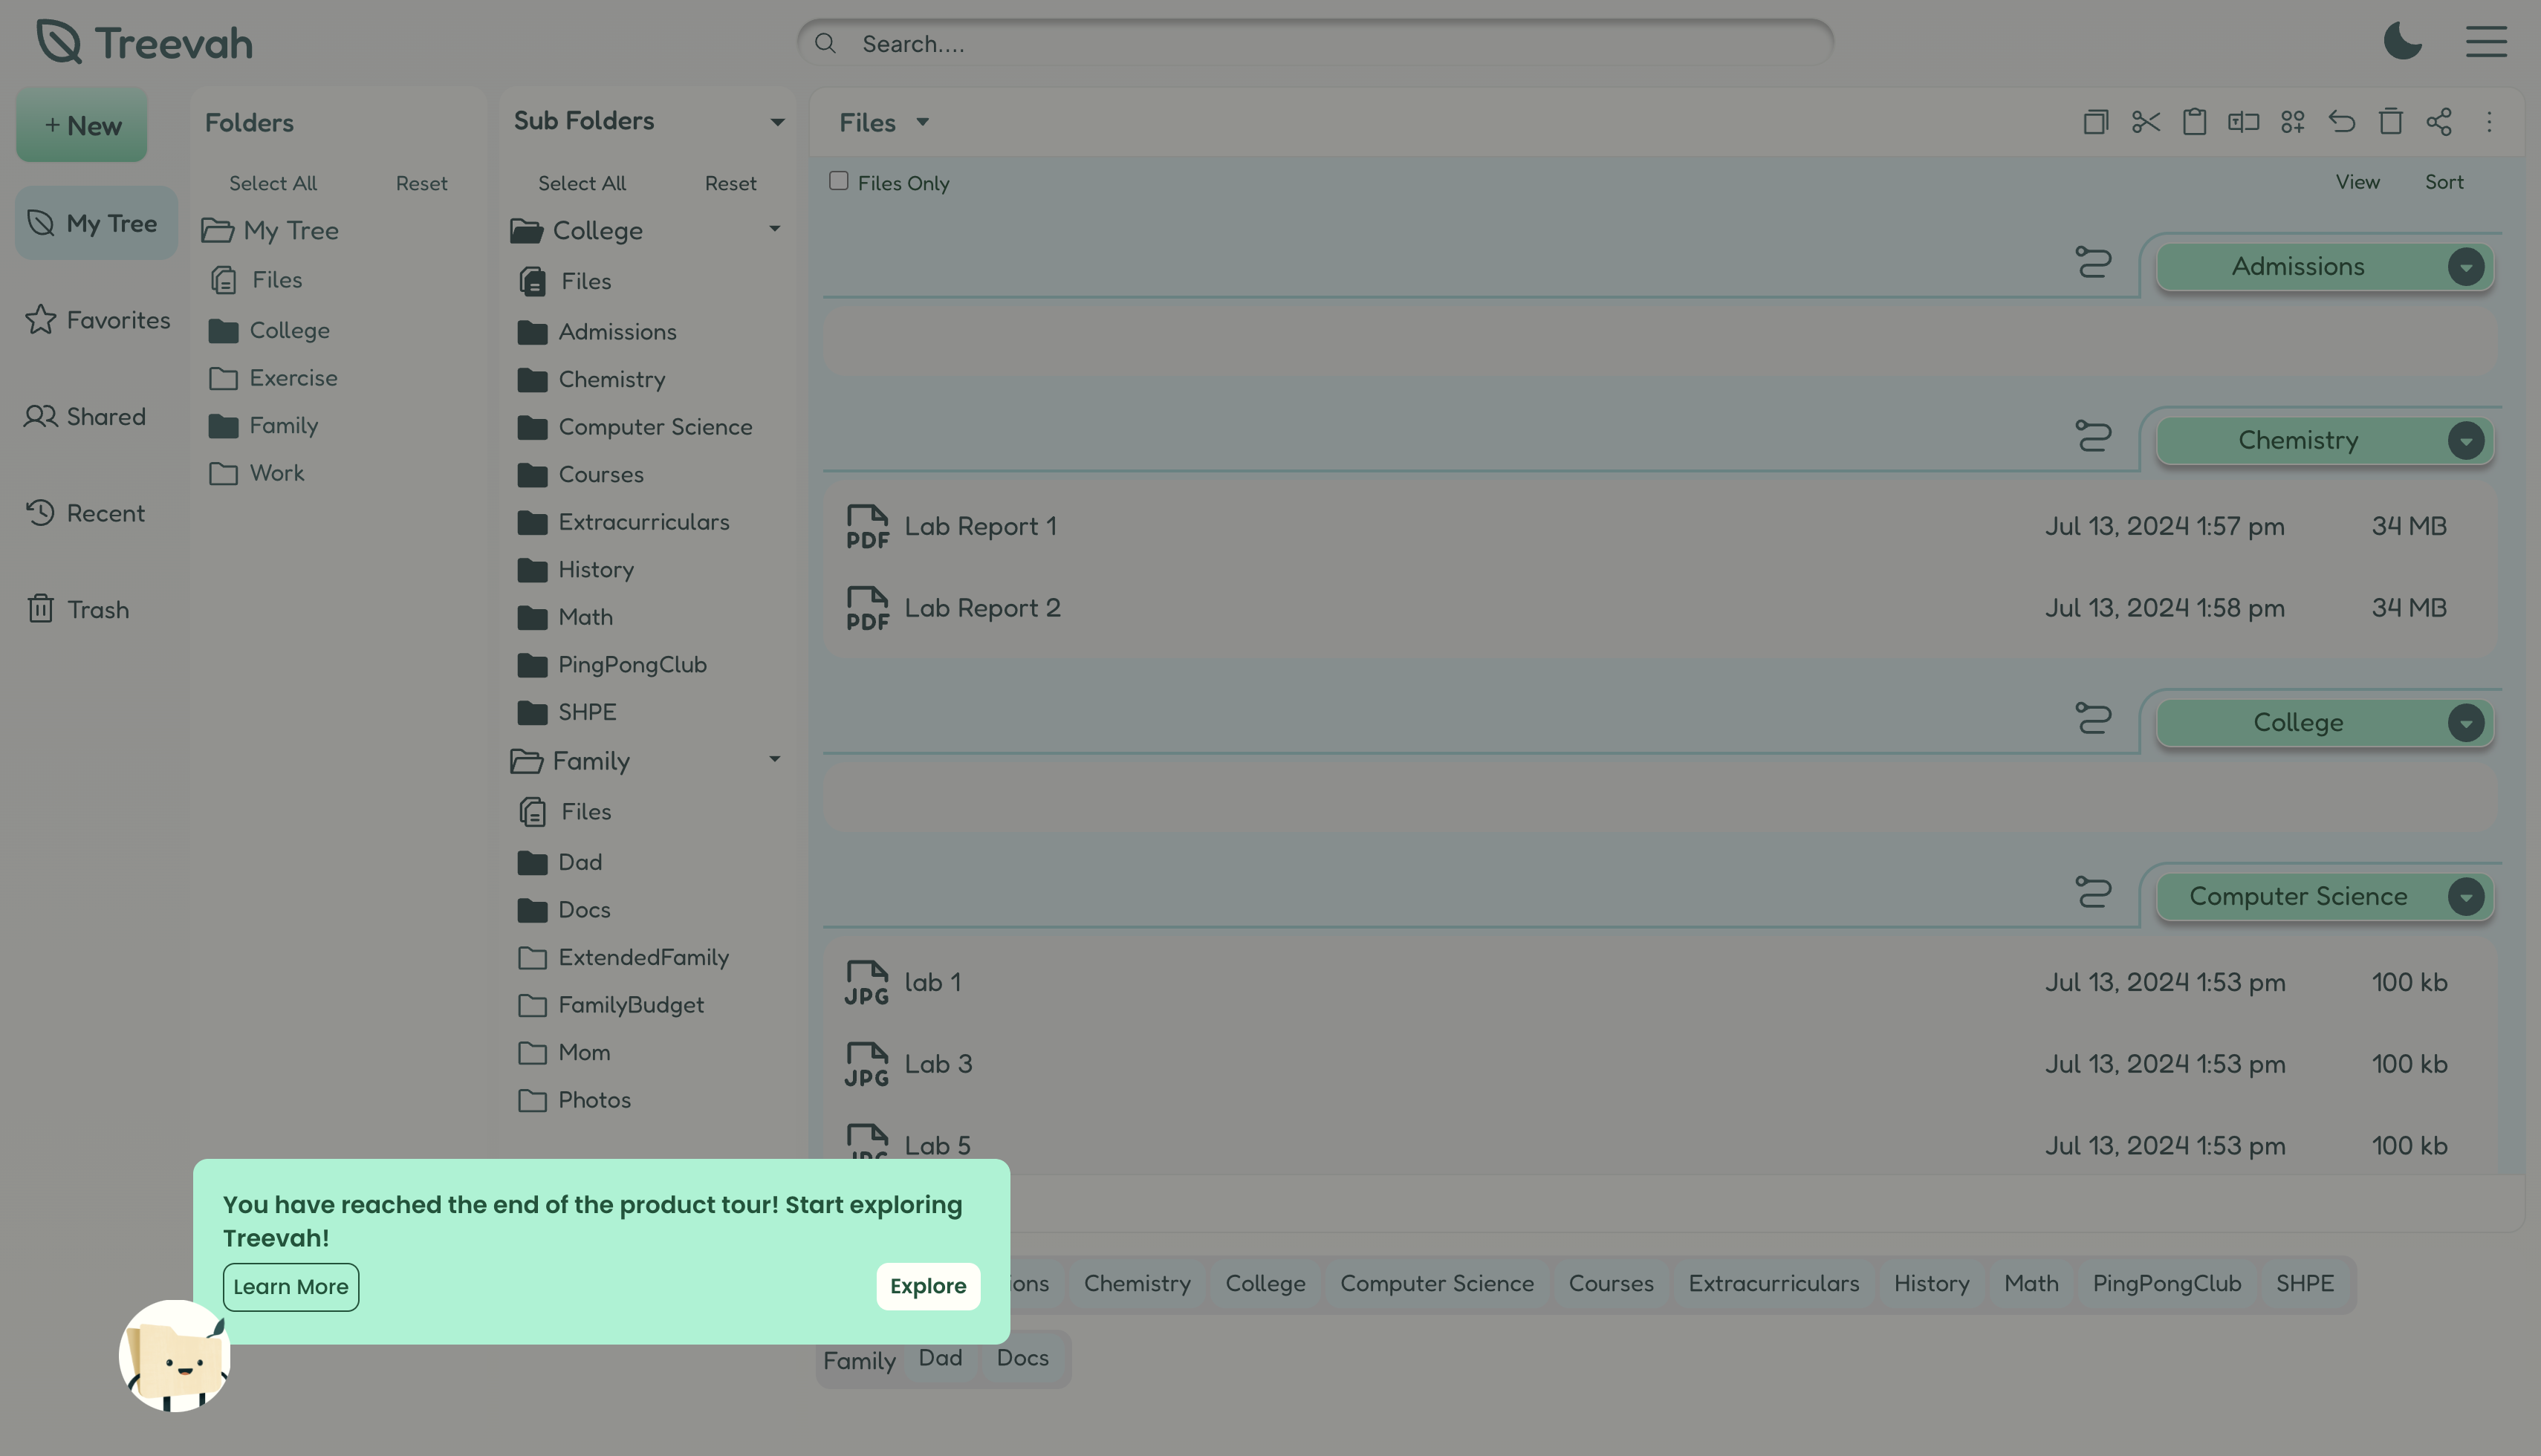 Treevah
Search....
+ New
My Tree
Favorites
Shared
Recent
Trash
Folders
Select All Reset
My Tree
Files
College
Exercise
Family
Work
Sub Folders
Select All Reset
College
Files
Admissions
Chemistry
Computer Science
Courses
Extracurriculars
History
Math
PingPongClub
SHPE
Family
Files
Dad
Docs
ExtendedFamily
FamilyBudget
Mom
Photos
Files
Files Only View Sort
Admissions
Chemistry
PDF Lab Report 1 Jul 13, 2024 1:57 pm 34 MB
PDF Lab Report 2 Jul 13, 2024 1:58 pm 34 MB
College
Computer Science
JPG lab 1 Jul 13, 2024 1:53 pm 100 kb
JPG Lab 3 Jul 13, 2024 1:53 pm 100 kb
Lab 5 Jul 13, 2024 1:53 pm 100 kb
You have reached the end of the product tour! Start exploring
Treevah!
Learn More Explore
Chemistry College Computer Science Courses Extracurriculars History Math PingPongClub SHPE
Family Dad Docs